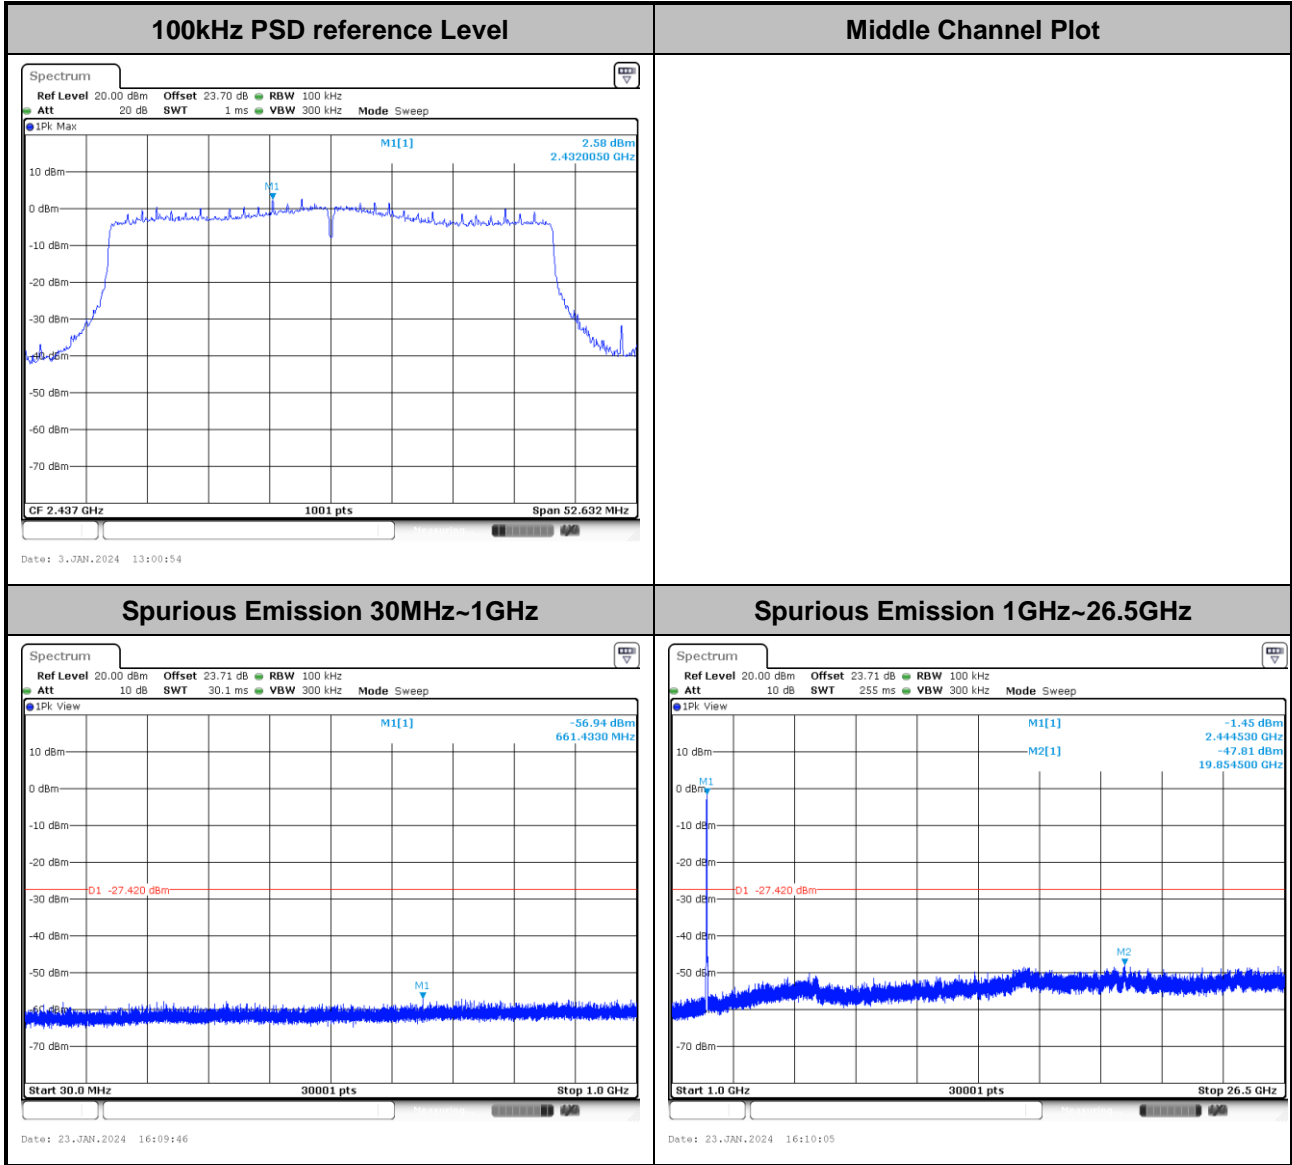 100kHz PSD reference Level
Middle Channel Plot
Spectrum
Ref Level 20.00 dBm Offset 23.70 dB RBW 100 kHz
Att 20 dB SWT 1 ms VBW 300 kHz Mode Sweep
1Pk Max
M1[1] 2.58 dBm
2.4320050 GHz
10 dBm
M1
0 dBm
-10 dBm
-20 dBm
-30 dBm
-40 dBm
-50 dBm
-60 dBm
-70 dBm
CF 2.437 GHz 1001 pts Span 52.632 MHz
Date: 3.JAN.2024 13:00:54
Spurious Emission 30MHz~1GHz
Spurious Emission 1GHz~26.5GHz
Spectrum
Ref Level 20.00 dBm Offset 23.71 dB RBW 100 kHz
Att 10 dB SWT 30.1 ms VBW 300 kHz Mode Sweep
1Pk View
M1[1] -56.94 dBm
661.4330 MHz
10 dBm
0 dBm
-10 dBm
-20 dBm
D1 -27.420 dBm
-30 dBm
-40 dBm
-50 dBm
M1
-60 dBm
-70 dBm
Start 30.0 MHz 30001 pts Stop 1.0 GHz
Date: 23.JAN.2024 16:09:46
Spectrum
Ref Level 20.00 dBm Offset 23.71 dB RBW 100 kHz
Att 10 dB SWT 255 ms VBW 300 kHz Mode Sweep
1Pk View
M1[1] -1.45 dBm
2.444530 GHz
10 dBm M2[1] -47.81 dBm
19.854500 GHz
M1
0 dBm
-10 dBm
-20 dBm
D1 -27.420 dBm
-30 dBm
-40 dBm
M2
-50 dBm
-70 dBm
Start 1.0 GHz 30001 pts Stop 26.5 GHz
Date: 23.JAN.2024 16:10:05